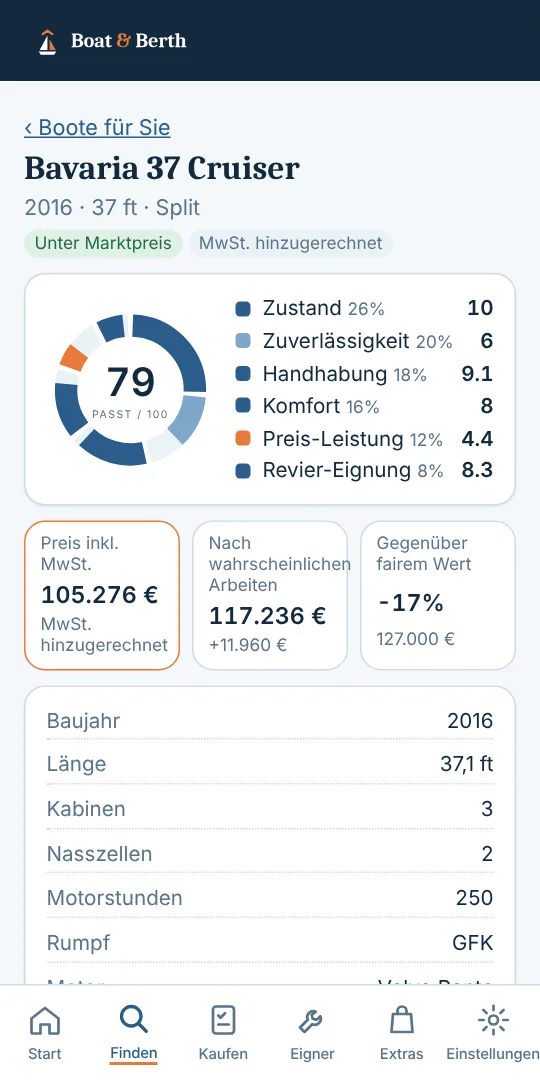 Boat & Berth
‹ Boote für Sie
Bavaria 37 Cruiser
2016 · 37 ft · Split
Unter Marktpreis MwSt. hinzugerechnet
79
PASST / 100
Zustand 26% 10
Zuverlässigkeit 20% 6
Handhabung 18% 9.1
Komfort 16% 8
Preis-Leistung 12% 4.4
Revier-Eignung 8% 8.3
Preis inkl.
MwSt.
105.276 €
MwSt.
hinzugerechnet
Nach
wahrscheinlichen
Arbeiten
117.236 €
+11.960 €
Gegenüber
fairem Wert
-17%
127.000 €
Baujahr 2016
Länge 37,1 ft
Kabinen 3
Nasszellen 2
Motorstunden 250
Rumpf GFK
Start Finden Kaufen Eigner Extras Einstellungen